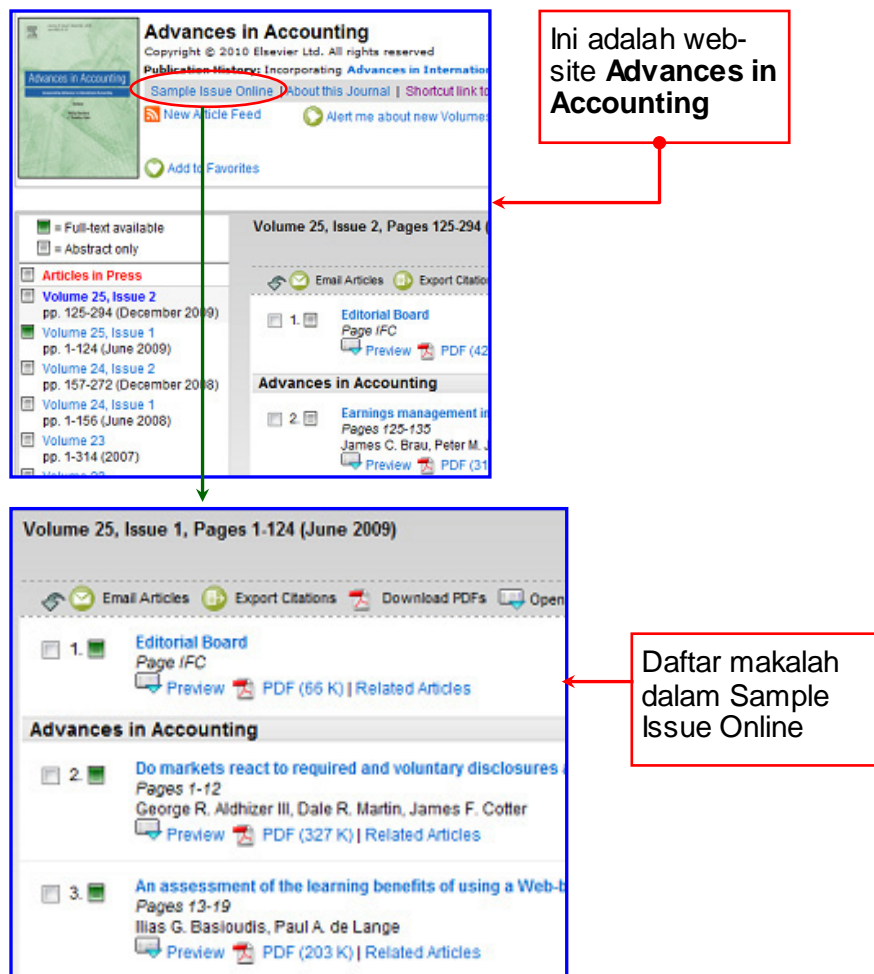 Advances in Accounting
Copyright © 2010 Elsevier Ltd. All rights reserved
Publication History: Incorporating Advances in Internation
Advances in Accounting
Sample Issue Online | About this Journal | Shortcut link to
New Article Feed
Alert me about new Volumes
Add to Favorites
Ini adalah web-
site Advances in
Accounting
= Full-text available
= Abstract only
Articles in Press
Volume 25, Issue 2
pp. 125-294 (December 2009)
Volume 25, Issue 1
pp. 1-124 (June 2009)
Volume 24, Issue 2
pp. 157-272 (December 2008)
Volume 24, Issue 1
pp. 1-156 (June 2008)
Volume 23
pp. 1-314 (2007)
Volume 25, Issue 2, Pages 125-294 (
Email Articles Export Citation
1. Editorial Board
Page IFC
Preview PDF (42
Advances in Accounting
2. Earnings management in
Pages 125-135
James C. Brau, Peter M. J
Preview PDF (31
Volume 25, Issue 1, Pages 1-124 (June 2009)
Email Articles Export Citations Download PDFs Open
1. Editorial Board
Page IFC
Preview PDF (66 K) | Related Articles
Advances in Accounting
2. Do markets react to required and voluntary disclosures
Pages 1-12
George R. Aldhizer III, Dale R. Martin, James F. Cotter
Preview PDF (327 K) | Related Articles
3. An assessment of the learning benefits of using a Web-b
Pages 13-19
Ilias G. Basioudis, Paul A. de Lange
Preview PDF (203 K) | Related Articles
Daftar makalah
dalam Sample
Issue Online